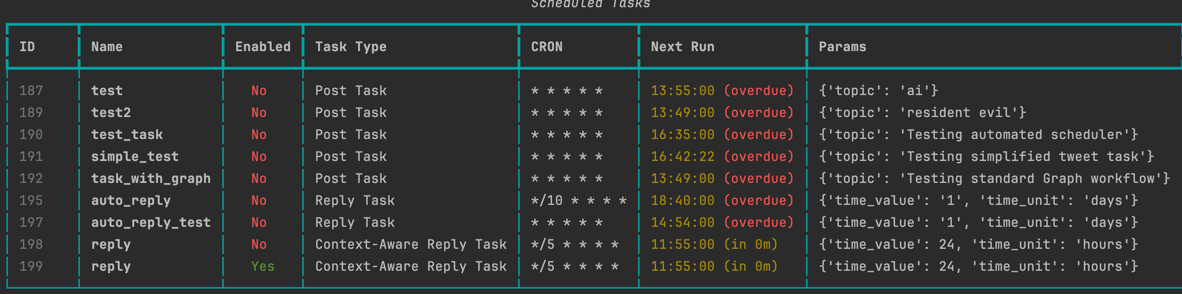 Scheduled Tasks
ID Name Enabled Task Type CRON Next Run Params
187 test No Post Task * * * * * 13:55:00 (overdue) {'topic': 'ai'}
189 test2 No Post Task * * * * * 13:49:00 (overdue) {'topic': 'resident evil'}
190 test_task No Post Task * * * * * 16:35:00 (overdue) {'topic': 'Testing automated scheduler'}
191 simple_test No Post Task * * * * * 16:42:22 (overdue) {'topic': 'Testing simplified tweet task'}
192 task_with_graph No Post Task * * * * * 13:49:00 (overdue) {'topic': 'Testing standard Graph workflow'}
195 auto_reply No Reply Task */10 * * * * 18:40:00 (overdue) {'time_value': '1', 'time_unit': 'days'}
197 auto_reply_test No Reply Task * * * * * 14:54:00 (overdue) {'time_value': '1', 'time_unit': 'days'}
198 reply No Context-Aware Reply Task */5 * * * * 11:55:00 (in 0m) {'time_value': 24, 'time_unit': 'hours'}
199 reply Yes Context-Aware Reply Task */5 * * * * 11:55:00 (in 0m) {'time_value': 24, 'time_unit': 'hours'}